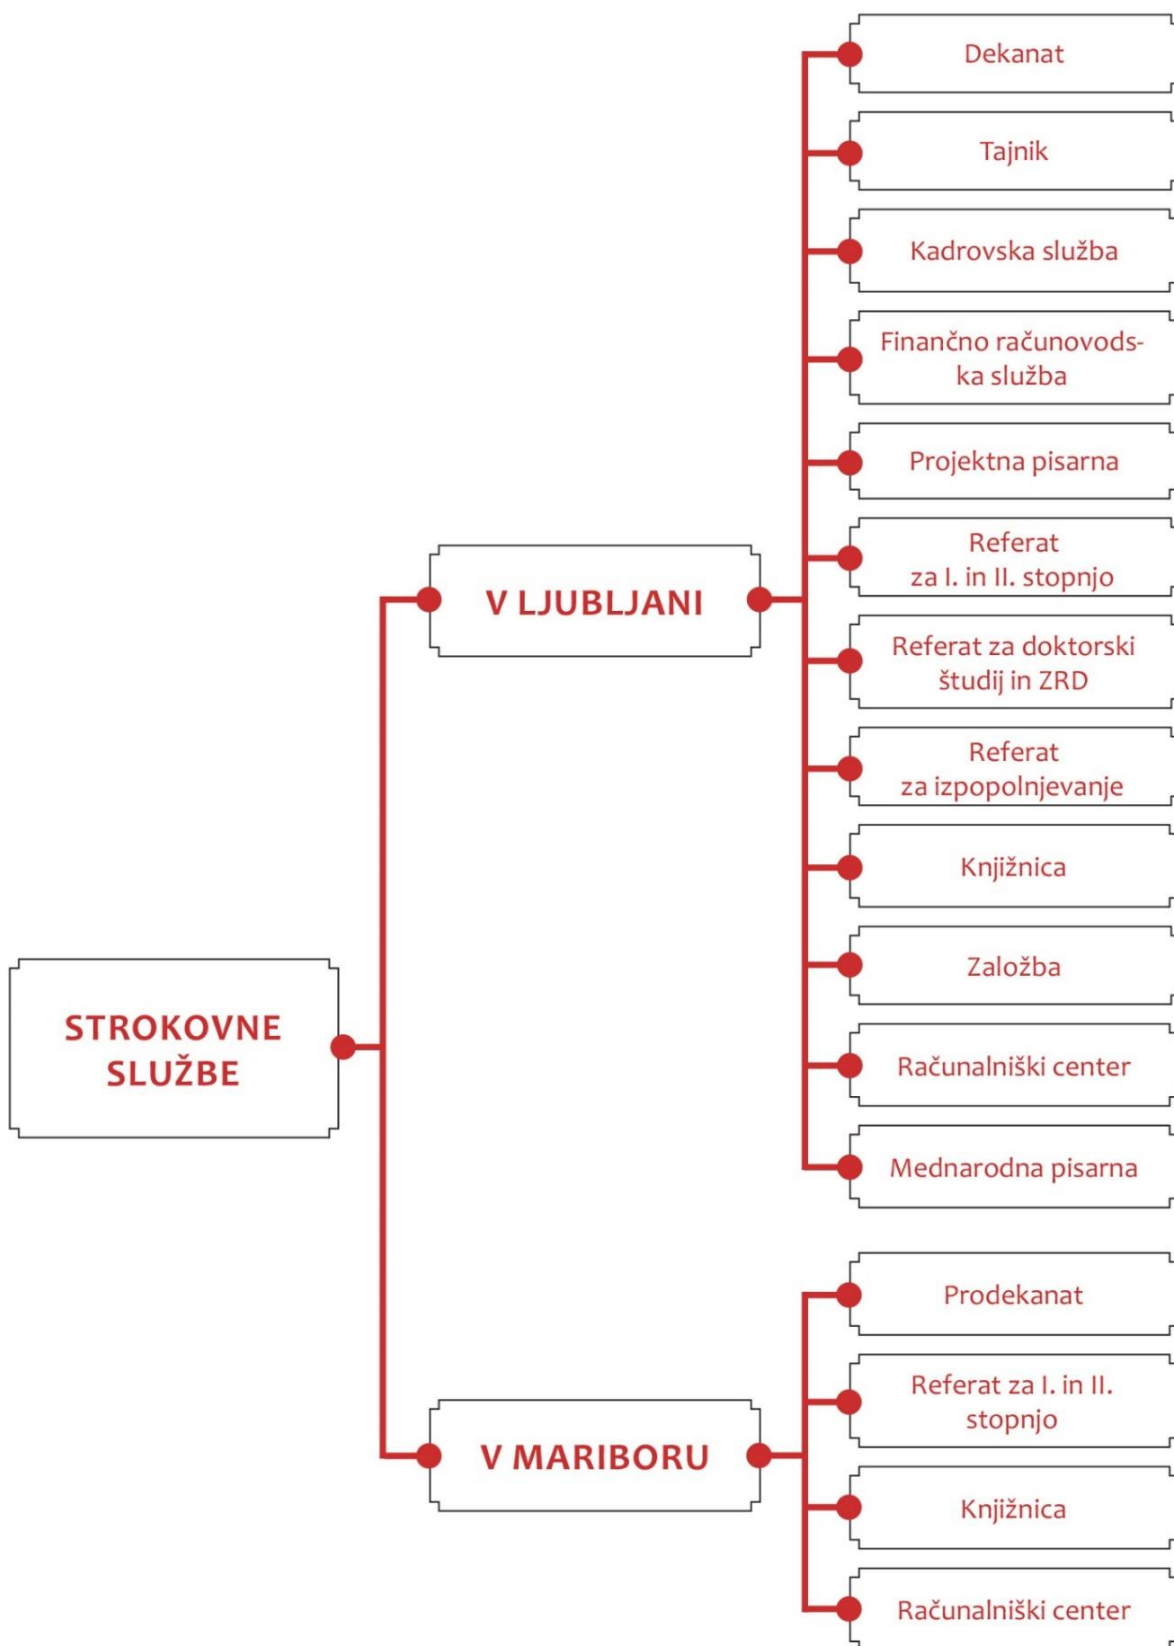 Dekanat
Tajnik
Kadrovska služba
Finančno računovods-
ka služba
Projektna pisarna
Referat
za I. in II. stopnjo
V LJUBLJANI
Referat za doktorski
študij in ZRD
Referat
za izpopolnjevanje
Knjižnica
Založba
STROKOVNE
SLUŽBE
Računalniški center
Mednarodna pisarna
Prodekanat
Referat za I. in II.
stopnjo
V MARIBORU
Knjižnica
Računalniški center